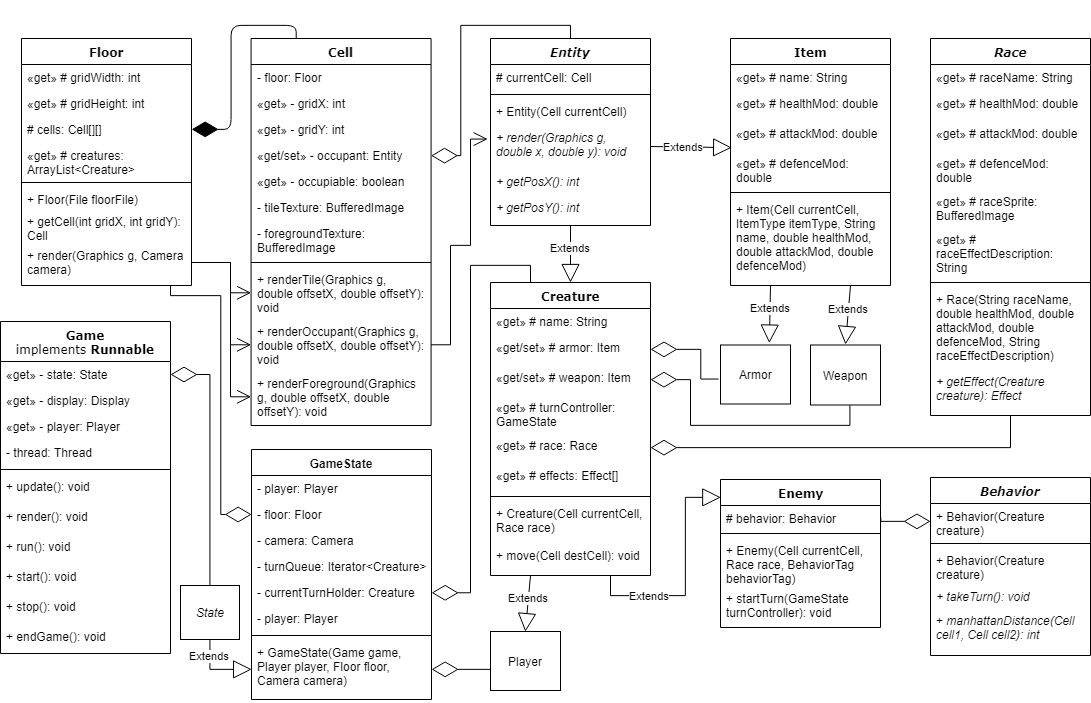 Floor
«get» # gridWidth: int
«get» # gridHeight: int
# cells: Cell[][]
«get» # creatures:
ArrayList<Creature>
+ Floor(File floorFile)
+ getCell(int gridX, int gridY):
Cell
+ render(Graphics g, Camera
camera)
Cell
- floor: Floor
«get» - gridX: int
«get» - gridY: int
«get/set» - occupant: Entity
«get» - occupiable: boolean
- tileTexture: BufferedImage
- foregroundTexture:
BufferedImage
+ renderTile(Graphics g,
double offsetX, double offsetY):
void
+ renderOccupant(Graphics g,
double offsetX, double offsetY):
void
+ renderForeground(Graphics
g, double offsetX, double
offsetY): void
Entity
# currentCell: Cell
+ Entity(Cell currentCell)
+ render(Graphics g,
double x, double y): void
+ getPosX(): int
+ getPosY(): int
Extends
Extends
Item
«get» # name: String
«get» # healthMod: double
«get» # attackMod: double
«get» # defenceMod:
double
+ Item(Cell currentCell,
ItemType itemType, String
name, double healthMod,
double attackMod, double
defenceMod)
Extends
Extends
Armor
Weapon
Race
«get» # raceName: String
«get» # healthMod: double
«get» # attackMod: double
«get» # defenceMod:
double
«get» # raceSprite:
BufferedImage
«get» #
raceEffectDescription:
String
+ Race(String raceName,
double healthMod, double
attackMod, double
defenceMod, String
raceEffectDescription)
+ getEffect(Creature
creature): Effect
Game
implements Runnable
«get» - state: State
«get» - display: Display
«get» - player: Player
- thread: Thread
+ update(): void
+ render(): void
+ run(): void
+ start(): void
+ stop(): void
+ endGame(): void
State
Extends
GameState
- player: Player
- floor: Floor
- camera: Camera
- turnQueue: Iterator<Creature>
- currentTurnHolder: Creature
- player: Player
+ GameState(Game game,
Player player, Floor floor,
Camera camera)
Creature
«get» # name: String
«get/set» # armor: Item
«get/set» # weapon: Item
«get» # turnController:
GameState
«get» # race: Race
«get» # effects: Effect[]
+ Creature(Cell currentCell,
Race race)
+ move(Cell destCell): void
Extends
Extends
Player
Enemy
# behavior: Behavior
+ Enemy(Cell currentCell,
Race race, BehaviorTag
behaviorTag)
+ startTurn(GameState
turnController): void
Behavior
+ Behavior(Creature
creature)
+ Behavior(Creature
creature)
+ takeTurn(): void
+ manhattanDistance(Cell
cell1, Cell cell2): int